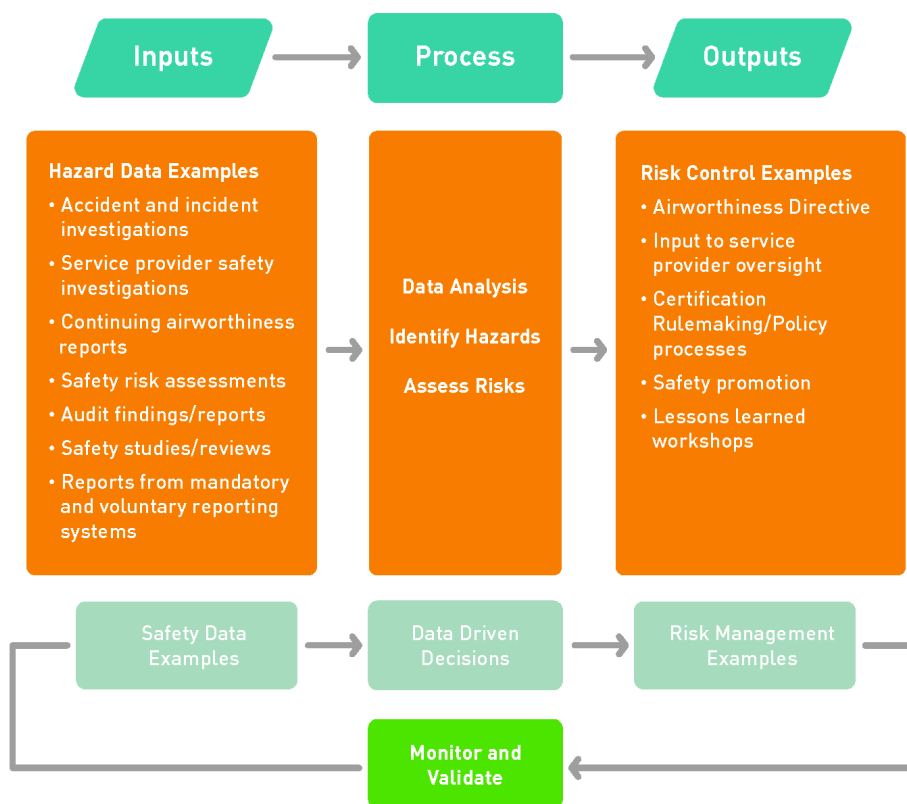 Inputs
Process
Outputs
Hazard Data Examples
• Accident and incident
investigations
• Service provider safety
investigations
• Continuing airworthiness
reports
• Safety risk assessments
• Audit findings/reports
• Safety studies/reviews
• Reports from mandatory
and voluntary reporting
systems
Data Analysis
Identify Hazards
Assess Risks
Risk Control Examples
• Airworthiness Directive
• Input to service
provider oversight
• Certification
Rulemaking/Policy
processes
• Safety promotion
• Lessons learned
workshops
Safety Data
Examples
Data Driven
Decisions
Risk Management
Examples
Monitor and
Validate